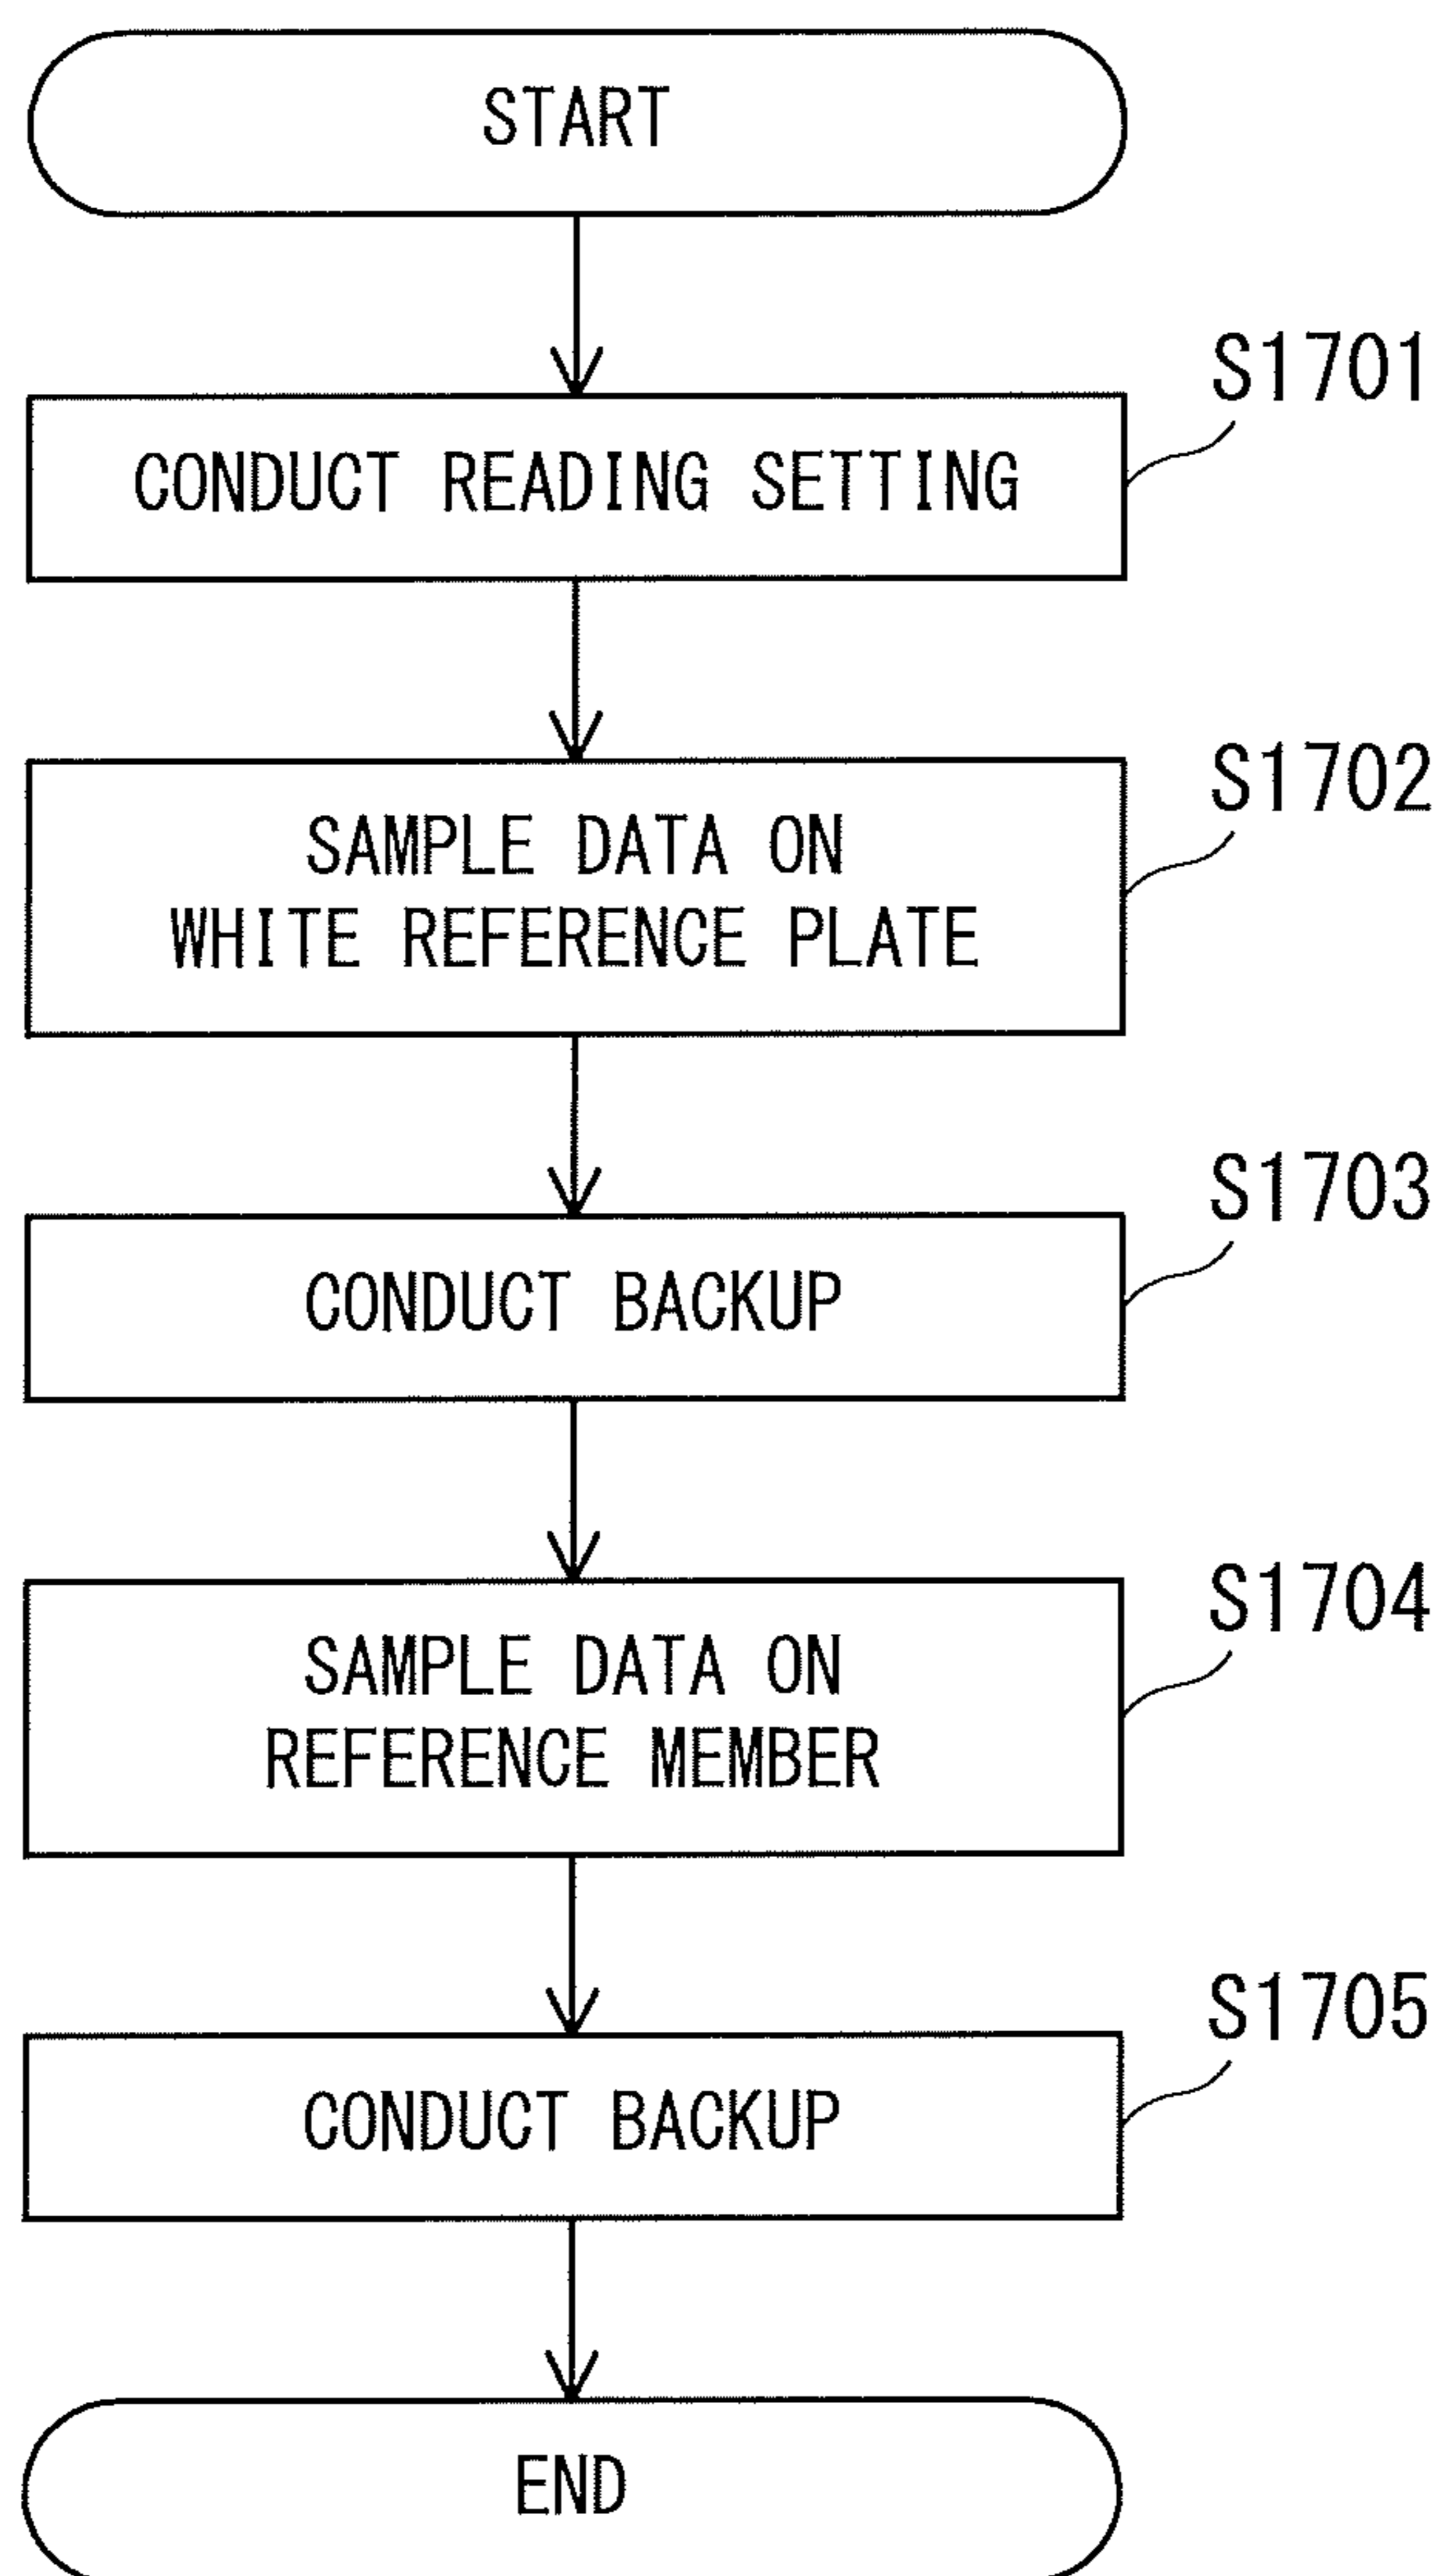 START
S1701
CONDUCT READING SETTING
S1702
SAMPLE DATA ON
WHITE REFERENCE PLATE
S1703
CONDUCT BACKUP
S1704
SAMPLE DATA ON
REFERENCE MEMBER
S1705
CONDUCT BACKUP
END